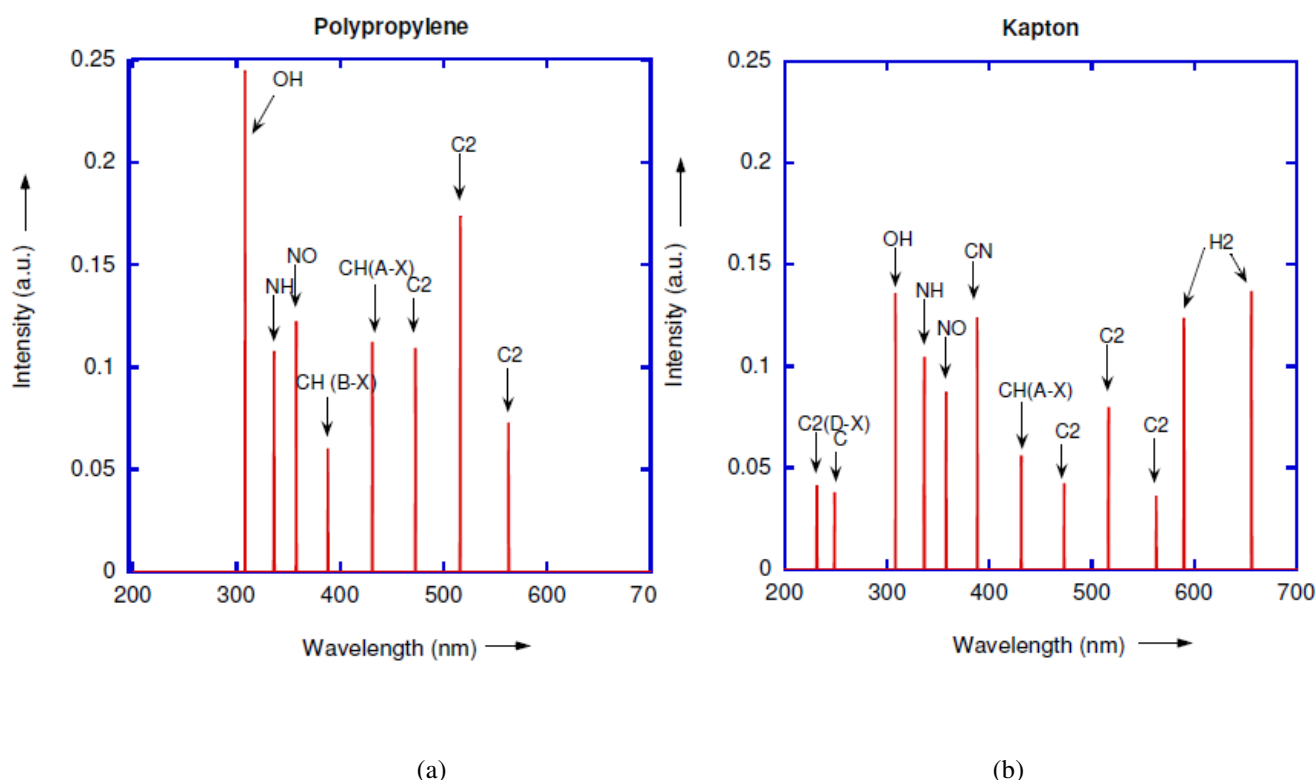 Polypropylene
0.25
0.2
0.15
0.1
0.05
0
200
300
400
500
600
70
Intensity (a.u.)
Wavelength (nm)
OH
NH
NO
CH (B-X)
CH(A-X)
C2
C2
C2
(a)
Kapton
0.25
0.2
0.15
0.1
0.05
0
200
300
400
500
600
700
Intensity (a.u.)
Wavelength (nm)
C2(D-X)
C
OH
NH
NO
CN
CH(A-X)
C2
C2
C2
H2
(b)